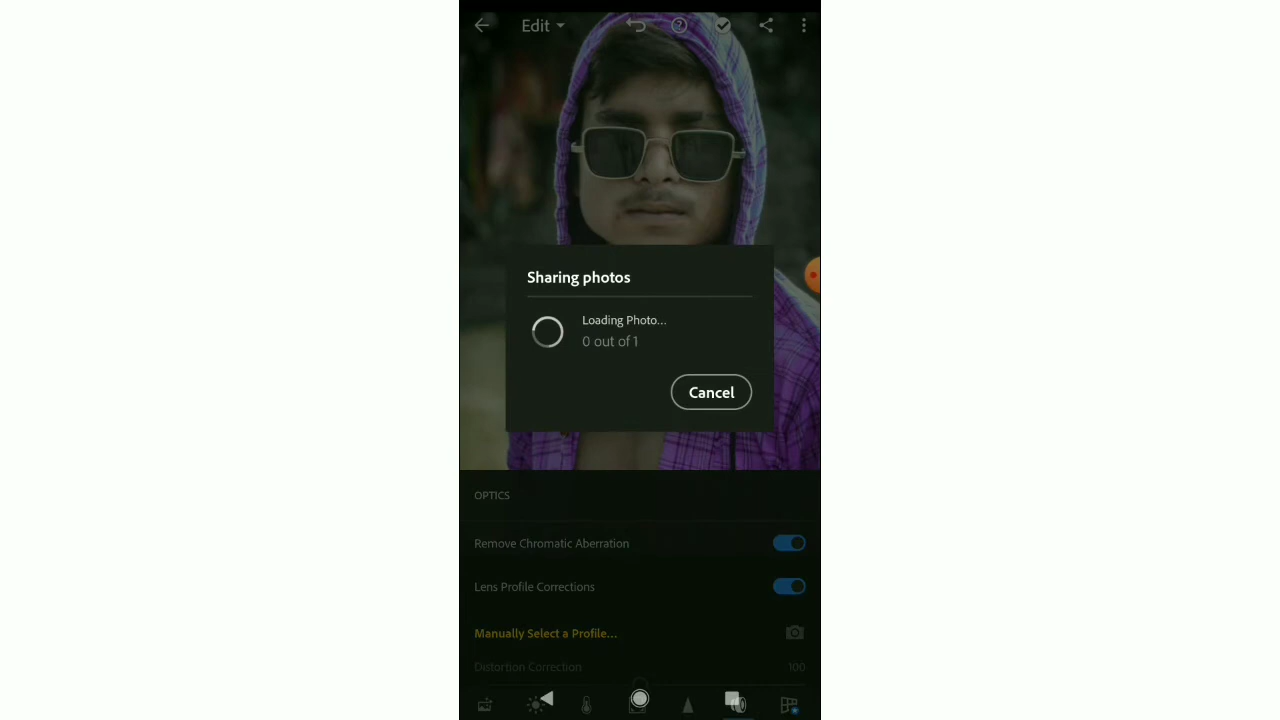 Edit
Sharing photos
Loading Photo...
0 out of 1
Cancel
OPTICS
Remove Chromatic Aberration
Lens Profile Corrections
Manually Select a Profile...
Distortion Correction 100